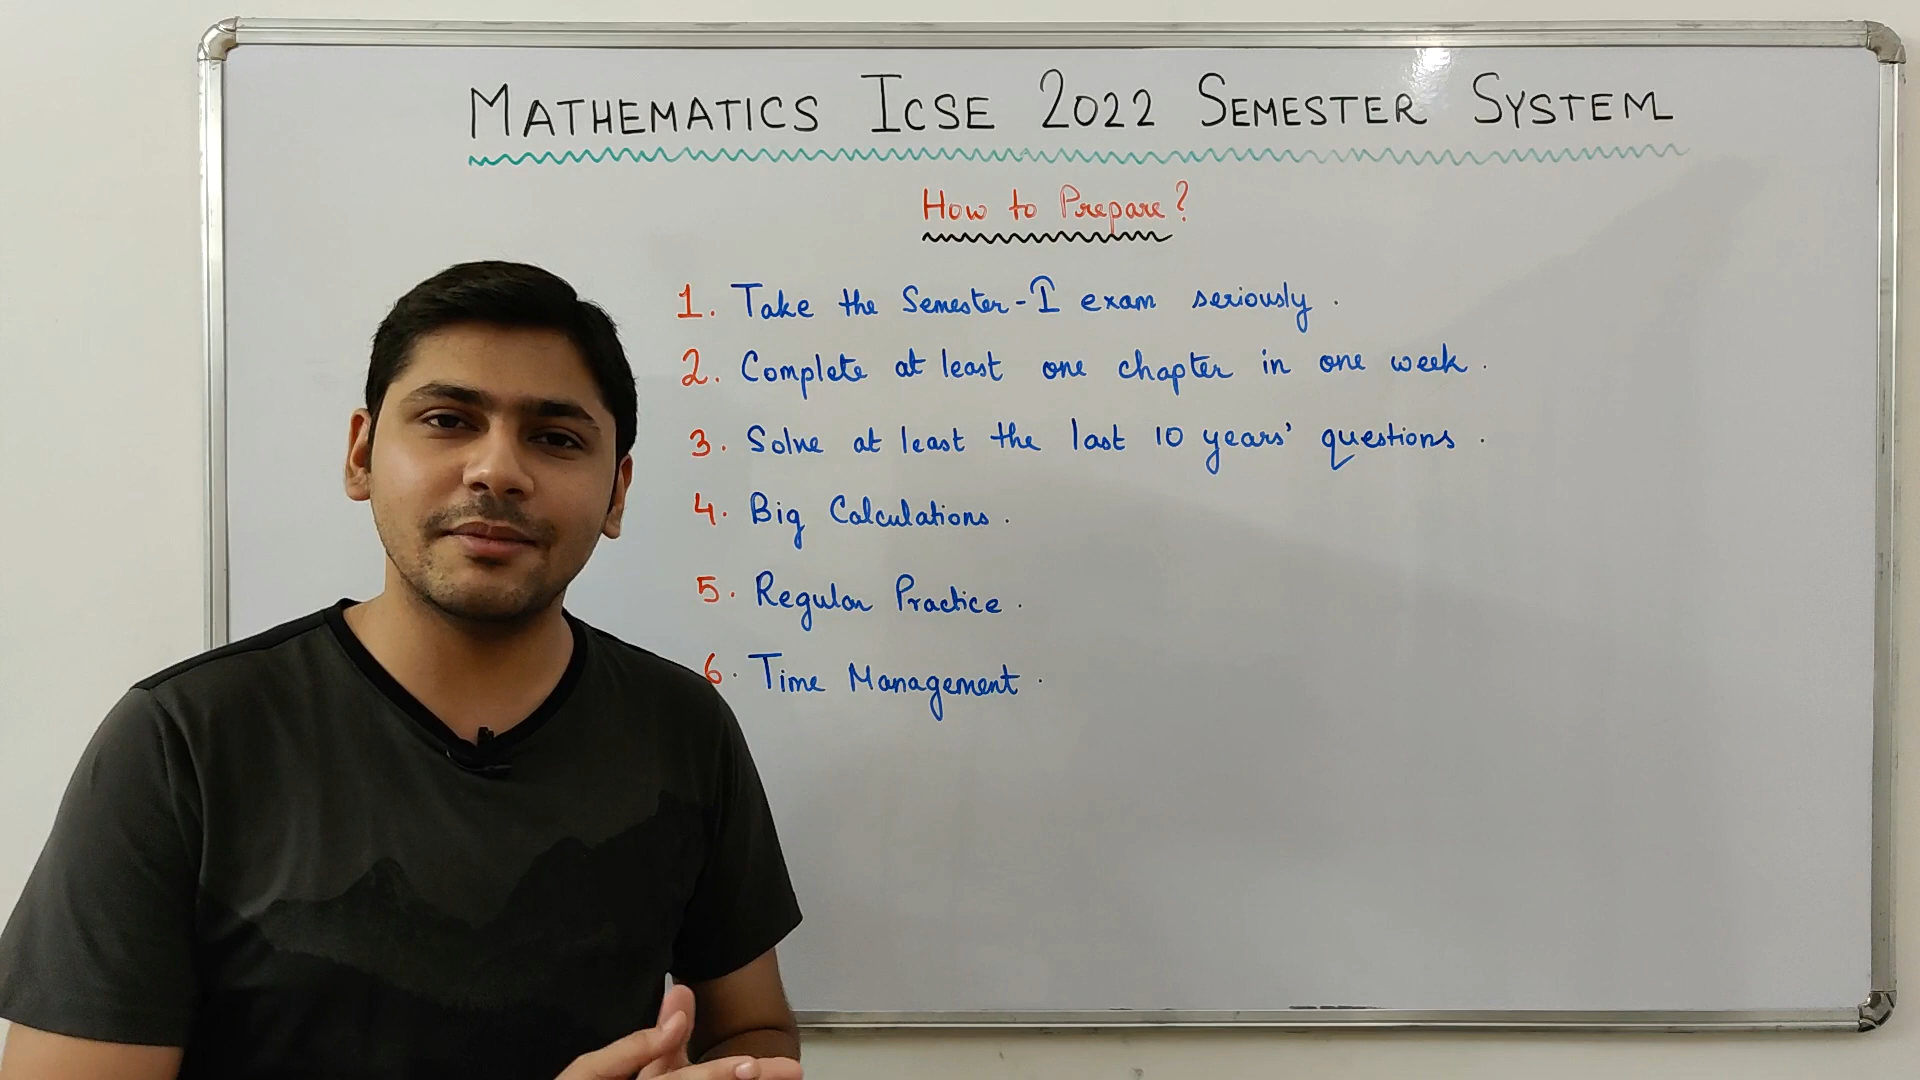 MATHEMATICS ICSE 2022 SEMESTER SYSTEM
How to Prepare?
1. Take the Semester-I exam seriously.
2. Complete at least one chapter in one week.
3. Solve at least the last 10 years' questions.
4. Big Calculations.
5. Regular Practice.
6. Time Management.